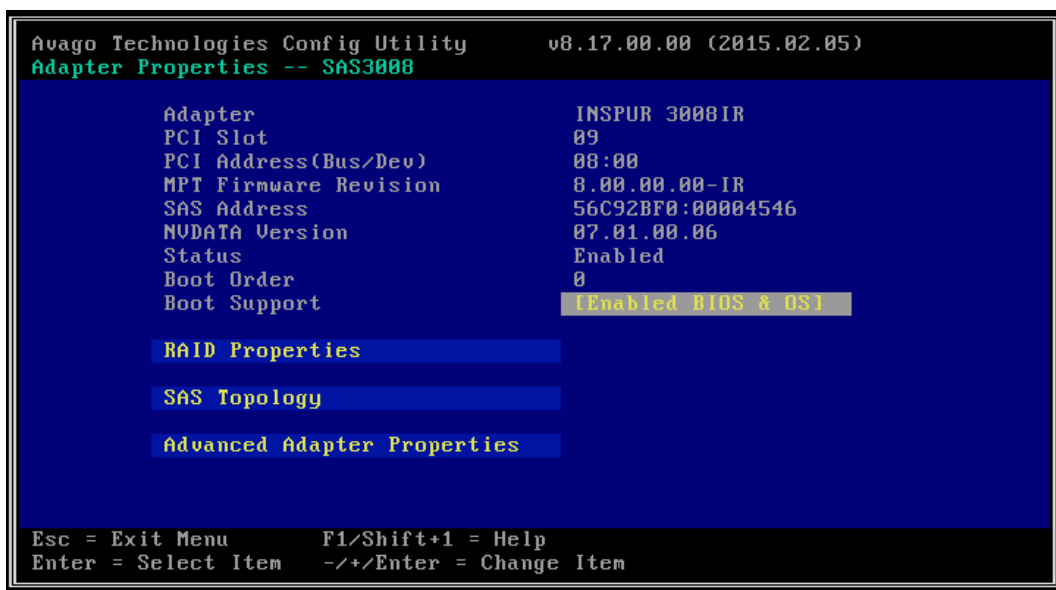 Avago Technologies Config Utility v8.17.00.00 (2015.02.05)
Adapter Properties -- SAS3008
Adapter INSPUR 3008IR
PCI Slot 09
PCI Address(Bus/Dev) 08:00
MPT Firmware Revision 8.00.00.00-IR
SAS Address 56C92BF0:00004546
NVDATA Version 07.01.00.06
Status Enabled
Boot Order 0
Boot Support [Enabled BIOS & OS]
RAID Properties
SAS Topology
Advanced Adapter Properties
Esc = Exit Menu F1/Shift+1 = Help
Enter = Select Item -/+/Enter = Change Item